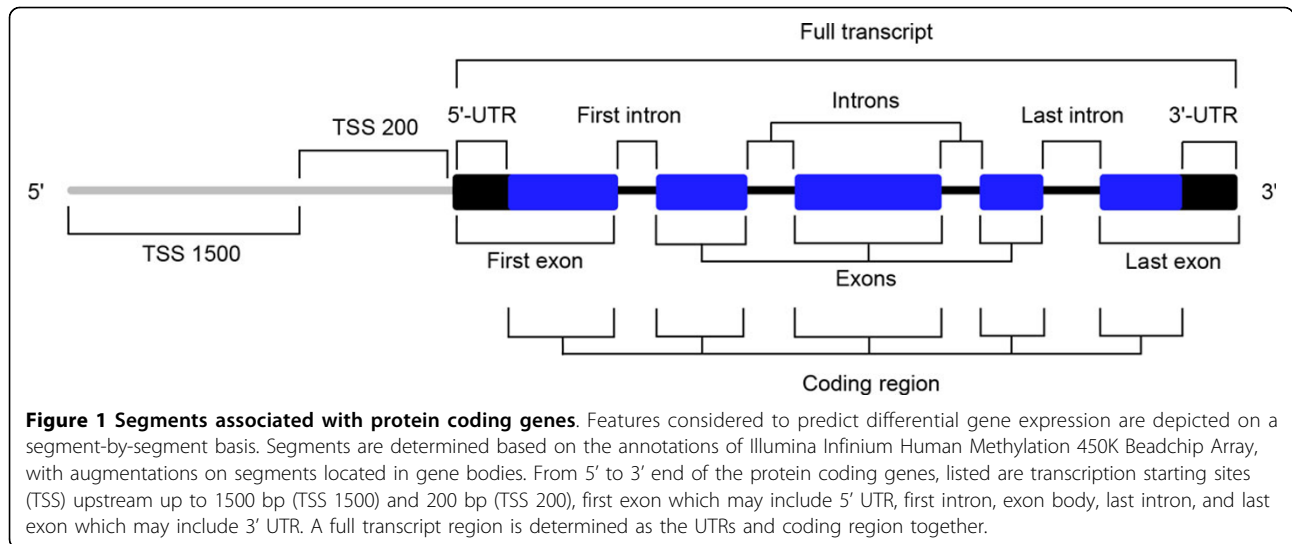 Full transcript
Introns
5'-UTR First intron Last intron 3'-UTR
TSS 200
5' 3'
TSS 1500
First exon Last exon
Exons
Coding region
Figure 1 Segments associated with protein coding genes. Features considered to predict differential gene expression are depicted on a
segment-by-segment basis. Segments are determined based on the annotations of Illumina Infinium Human Methylation 450K Beadchip Array,
with augmentations on segments located in gene bodies. From 5’ to 3’ end of the protein coding genes, listed are transcription starting sites
(TSS) upstream up to 1500 bp (TSS 1500) and 200 bp (TSS 200), first exon which may include 5’ UTR, first intron, exon body, last intron, and last
exon which may include 3’ UTR. A full transcript region is determined as the UTRs and coding region together.